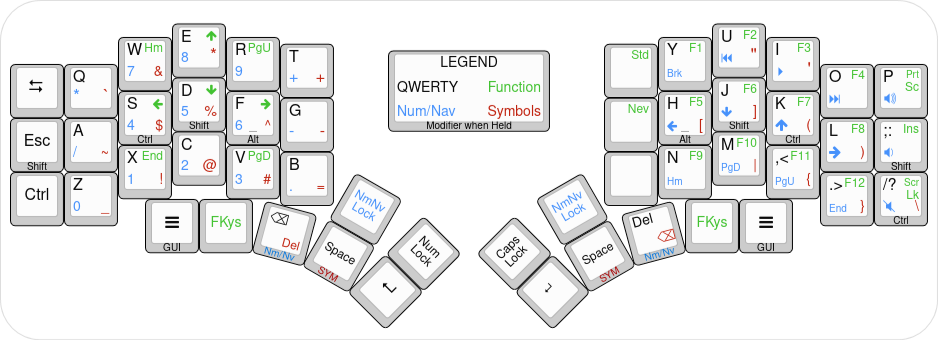 LEGEND
QWERTY Function
Num/Nav Symbols
Modifier when Held
Esc
Shift
Ctrl
Q
* `
A
/ ~
Z
0 _
W Hm
7 &
S
4 $
Ctrl
X End
1 !
E
8 *
D
5 %
Shift
C
2 @
R PgU
9
F
6 _ ^
Alt
V PgD
3 #
T
+ +
G
- -
B
. =
GUI
FKys
Del
Nm/Nv
Space
SYM
NmNv
Lock
Num
Lock
Caps
Lock
NmNv
Lock
Space
SYM
Del
Nm/Nv
FKys
GUI
Std
Nev
Y F1
Brk
H F5
_ [
Alt
N F9
Hm
U F2
"
J F6
]
Shift
M F10
PgD |
I F3
'
K F7
(
Ctrl
,< F11
PgU {
O F4
L F8
)
.> F12
End }
P Prt
Sc
;: Ins
Shift
/? Scr
Lk
\
Ctrl